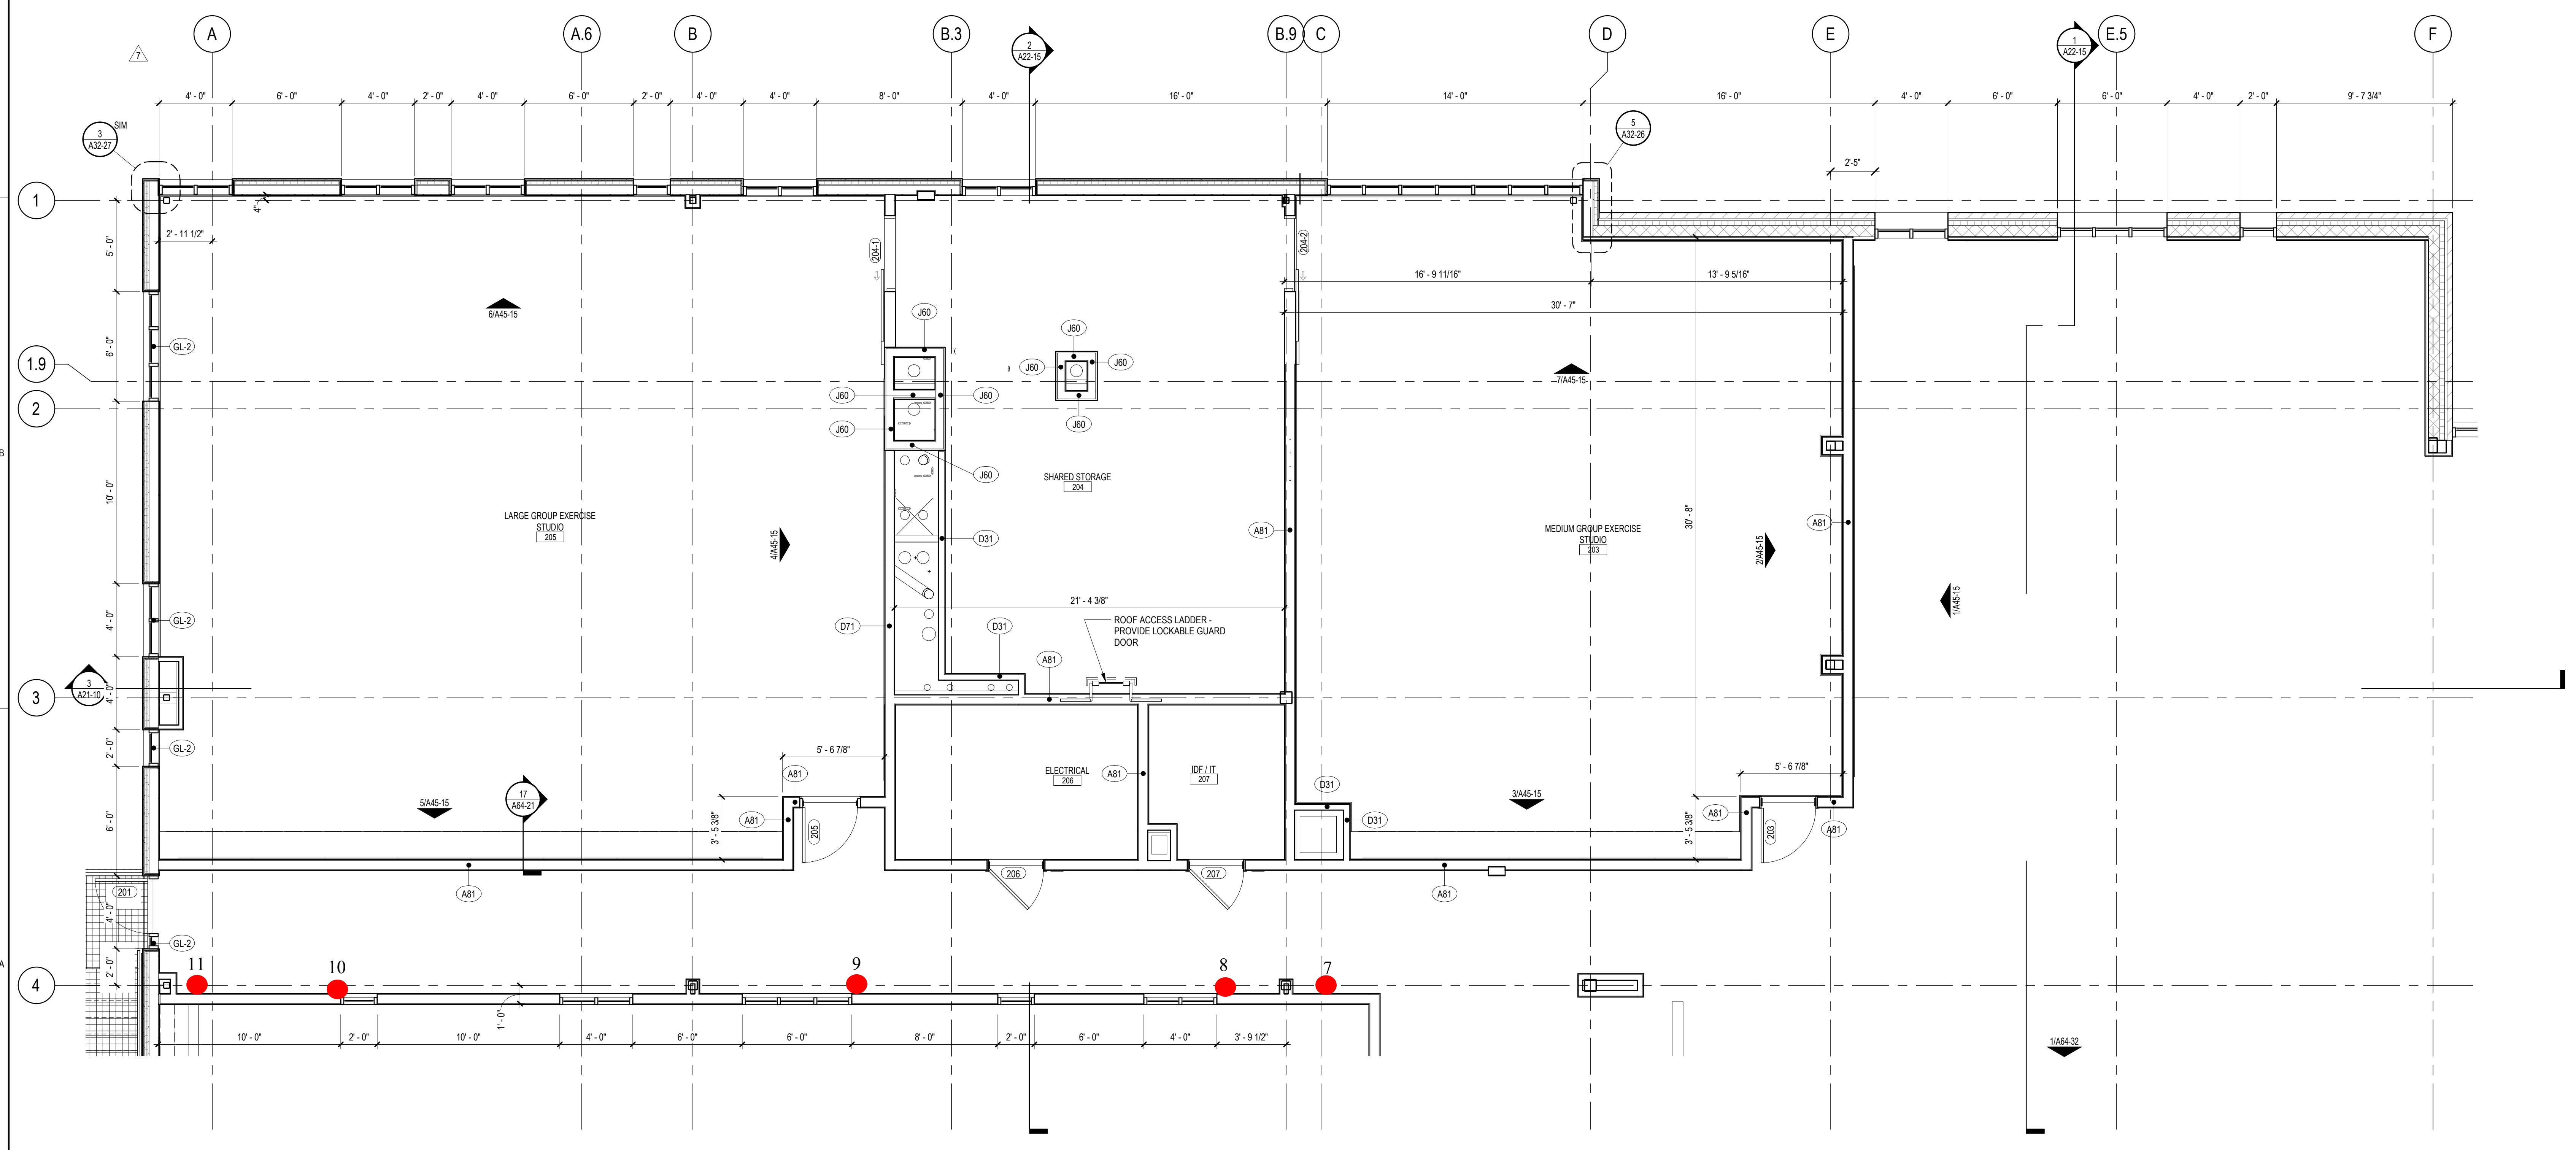 A
A.6
B
B.3
B.9
C
D
E
E.5
F
7
2
A22-15
1
A22-15
4' - 0"
6' - 0"
4' - 0"
2' - 0"
4' - 0"
6' - 0"
2' - 0"
4' - 0"
4' - 0"
8' - 0"
4' - 0"
16' - 0"
14' - 0"
16' - 0"
4' - 0"
6' - 0"
6' - 0"
4' - 0"
2' - 0"
9' - 7 3/4"
3
A32-27
SIM
5
A32-26
2'-5"
1
4"
2' - 11 1/2"
5' - 0"
204-1
204-2
16' - 9 11/16"
13' - 9 5/16"
30' - 7"
6/A45-15
J60
J60
J60
J60
GL-2
6' - 0"
1.9
7/A45-15
J60
J60
2
J60
J60
J60
B
J60
SHARED STORAGE
204
10' - 0"
LARGE GROUP EXERCISE
STUDIO
205
4/A45-15
D31
A81
30' - 8"
MEDIUM GROUP EXERCISE
STUDIO
203
2/A45-15
A81
1/A45-15
21' - 4 3/8"
4' - 0"
GL-2
D71
D31
ROOF ACCESS LADDER -
PROVIDE LOCKABLE GUARD
DOOR
A81
3
A21-10
4' - 0"
3
2' - 0"
GL-2
5' - 6 7/8"
A81
ELECTRICAL
206
A81
IDF / IT
207
5' - 6 7/8"
D31
5/A45-15
17
A64-21
3/A45-15
6' - 0"
A81
3' - 5 3/8"
205
D31
A81
3' - 5 3/8"
203
A81
206
207
201
A81
A81
4' - 0"
GL-2
A
2' - 0"
11
10
9
8
7
4
1' - 0"
10' - 0"
2' - 0"
10' - 0"
4' - 0"
6' - 0"
6' - 0"
8' - 0"
2' - 0"
6' - 0"
4' - 0"
3' - 9 1/2"
1/A64-32